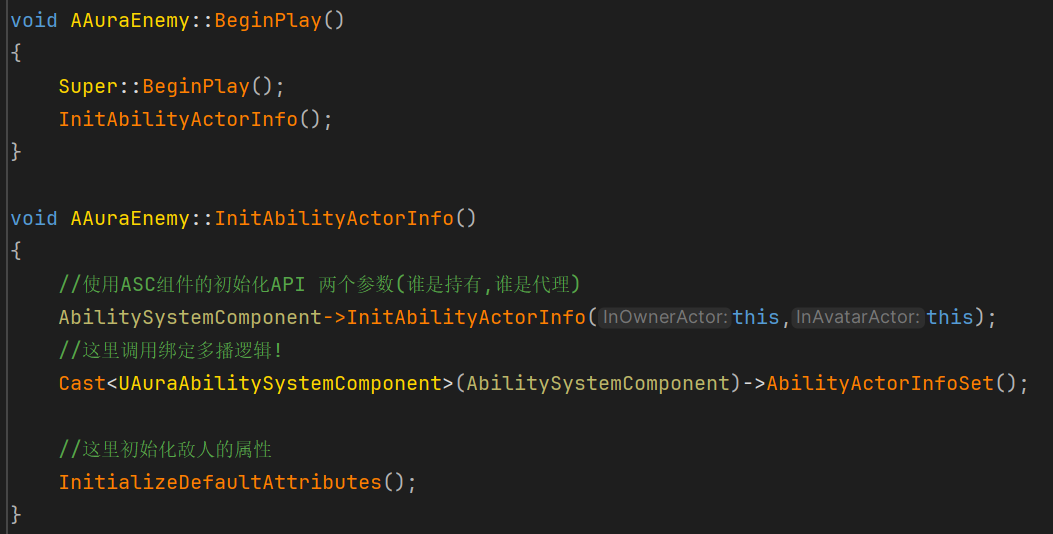 void AAuraEnemy::BeginPlay()
{
Super::BeginPlay();
InitAbilityActorInfo();
}
void AAuraEnemy::InitAbilityActorInfo()
{
//使用ASC组件的初始化API 两个参数(谁是持有,谁是代理)
AbilitySystemComponent->InitAbilityActorInfo(InOwnerActor:this,InAvatarActor:this);
//这里调用绑定多播逻辑!
Cast<UAuraAbilitySystemComponent>(AbilitySystemComponent)->AbilityActorInfoSet();
//这里初始化敌人的属性
InitializeDefaultAttributes();
}